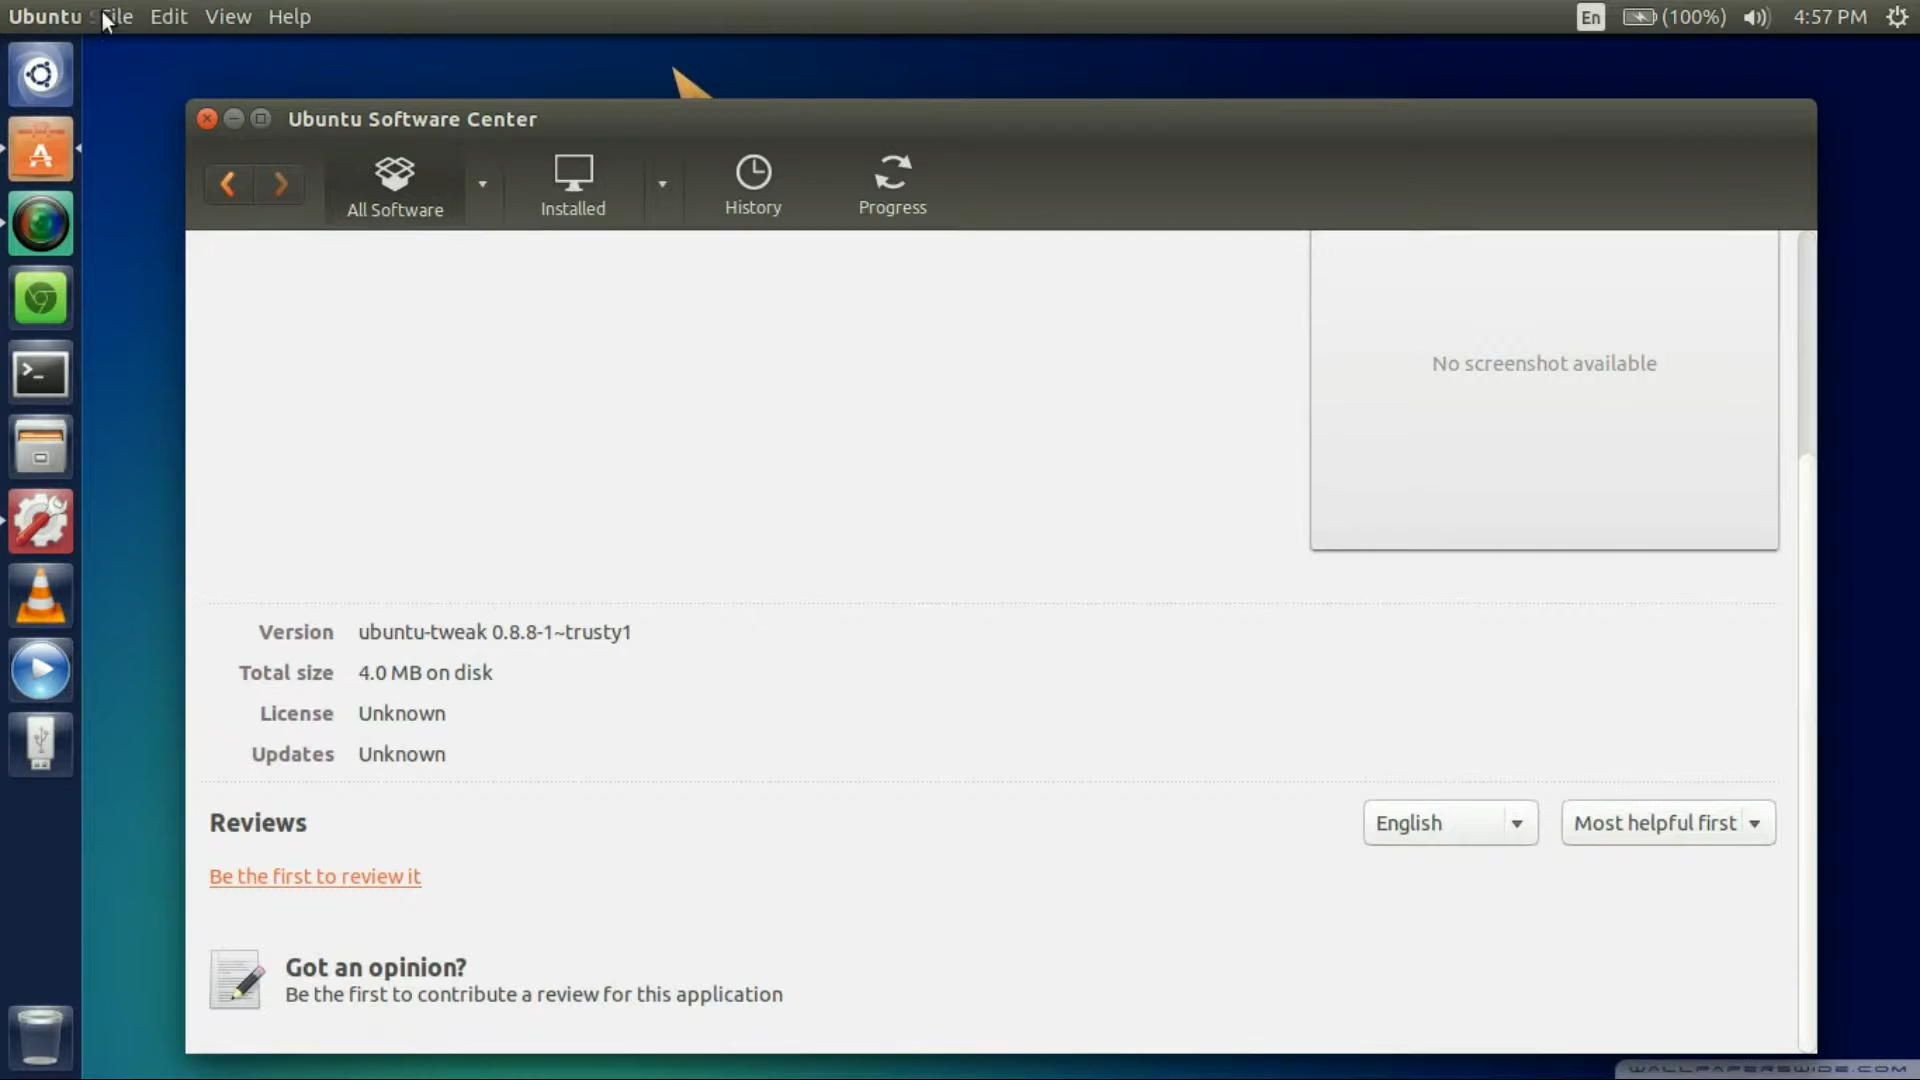 Ubuntu File Edit View Help
En (100%) 4:57 PM
Ubuntu Software Center
All Software Installed History Progress
No screenshot available
Version ubuntu-tweak 0.8.8-1~trusty1
Total size 4.0 MB on disk
License Unknown
Updates Unknown
Reviews English Most helpful first
Be the first to review it
Got an opinion?
Be the first to contribute a review for this application
WALLPAPERSWIDE.COM